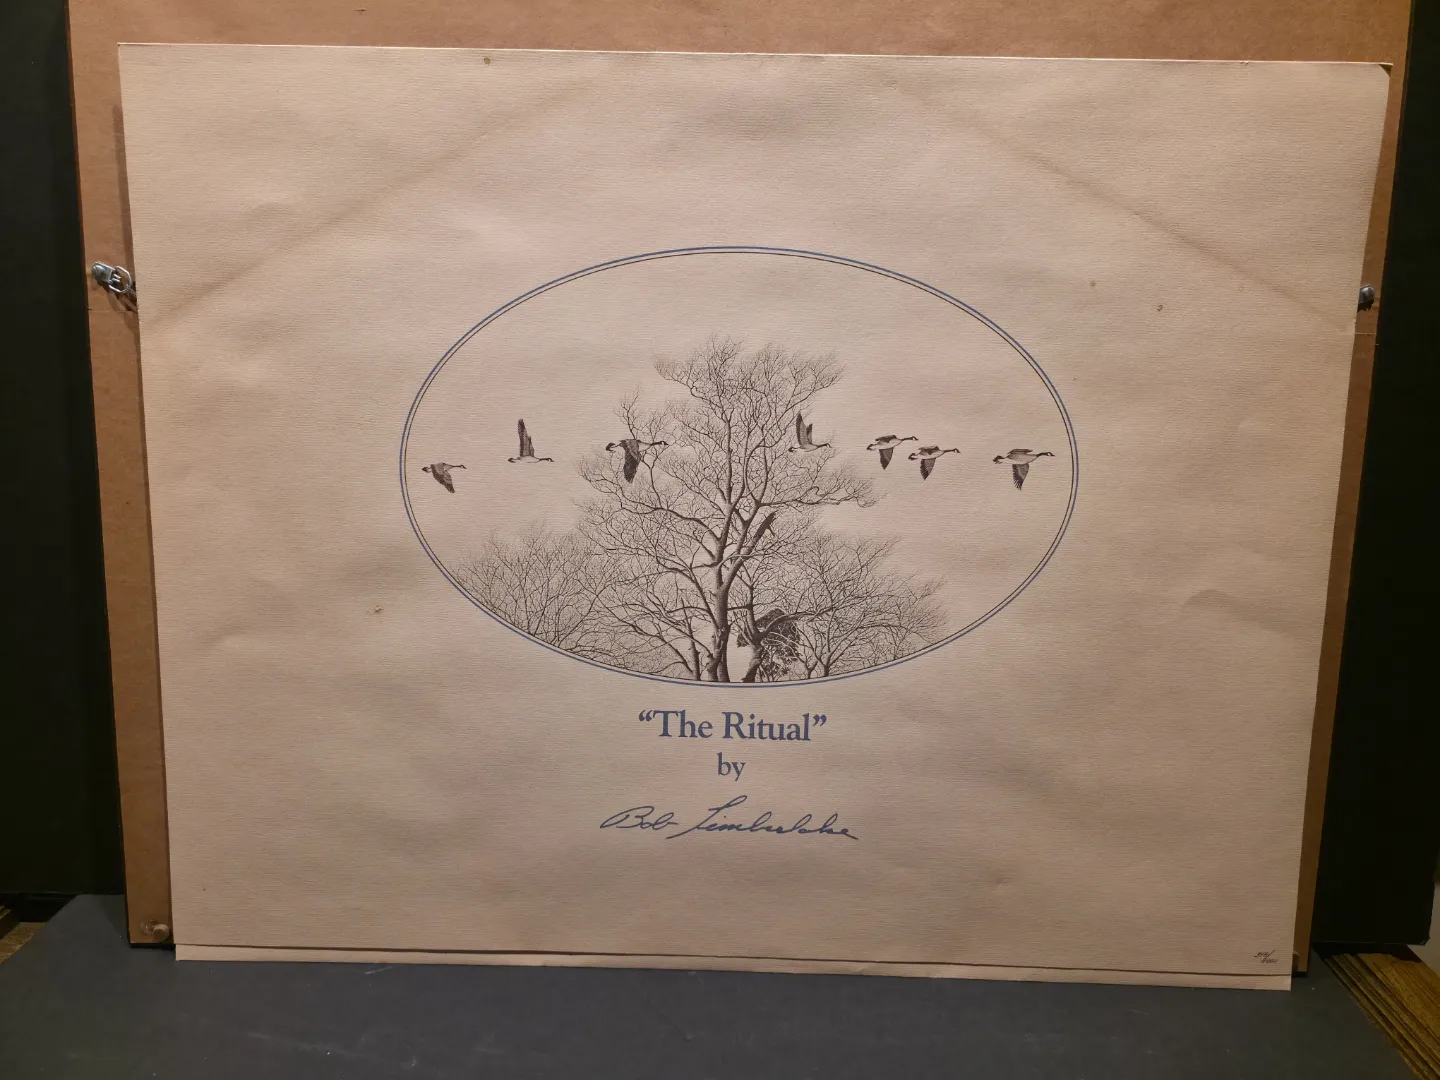 “The Ritual”
by
Bob Timberlake